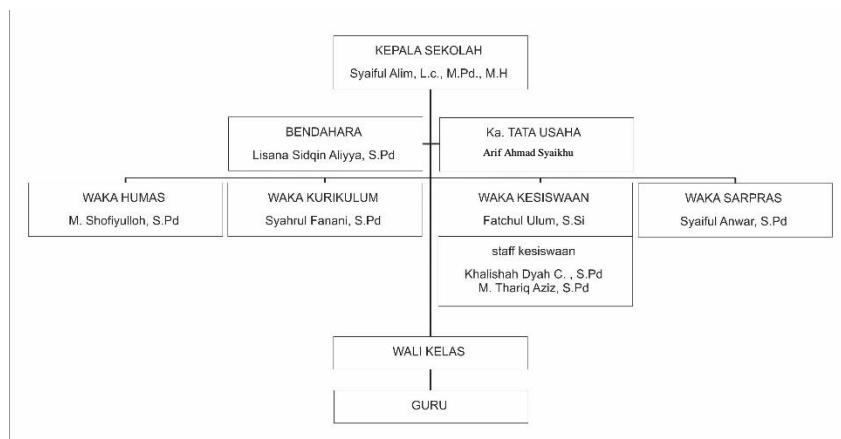 KEPALA SEKOLAH
Syaiful Alim, L.c., M.Pd., M.H
BENDAHARA
Lisana Sidqin Aliyya, S.Pd
Ka. TATA USAHA
Arif Ahmad Syaikhu
WAKA HUMAS
M. Shofiyulloh, S.Pd
WAKA KURIKULUM
Syahrul Fanani, S.Pd
WAKA KESISWAAN
Fatchul Ulum, S.Si
WAKA SARPRAS
Syaiful Anwar, S.Pd
staff kesiswaan
Khalishah Dyah C. , S.Pd
M. Thariq Aziz, S.Pd
WALI KELAS
GURU